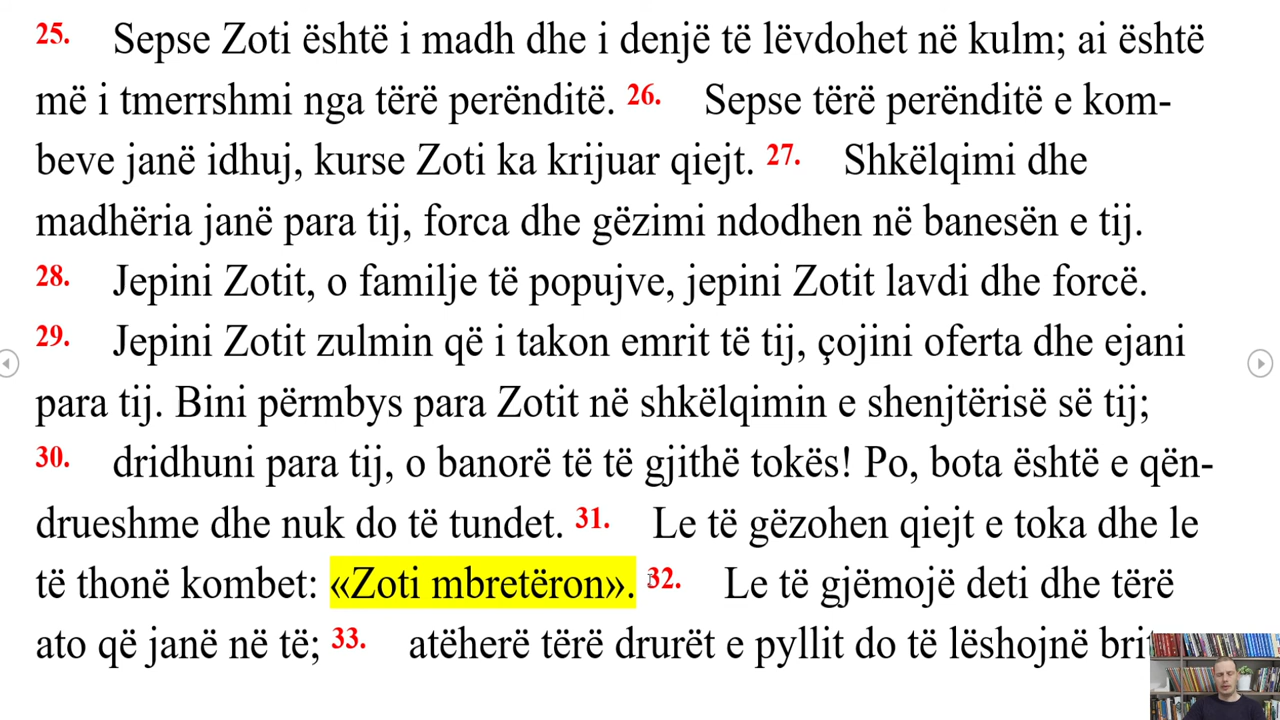 25. Sepse Zoti është i madh dhe i denjë të lëvdohet në kulm; ai është
më i tmerrshmi nga tërë perënditë. 26. Sepse tërë perënditë e kom-
beve janë idhuj, kurse Zoti ka krijuar qiejt. 27. Shkëlqimi dhe
madhëria janë para tij, forca dhe gëzimi ndodhen në banesën e tij.
28. Jepini Zotit, o familje të popujve, jepini Zotit lavdi dhe forcë.
29. Jepini Zotit zulmin që i takon emrit të tij, çojini oferta dhe ejani
para tij. Bini përmbys para Zotit në shkëlqimin e shenjtërisë së tij;
30. dridhuni para tij, o banorë të të gjithë tokës! Po, bota është e qën-
drueshme dhe nuk do të tundet. 31. Le të gëzohen qiejt e toka dhe le
të thonë kombet: «Zoti mbretëron». 32. Le të gjëmojë deti dhe tërë
ato që janë në të; 33. atëherë tërë drurët e pyllit do të lëshojnë